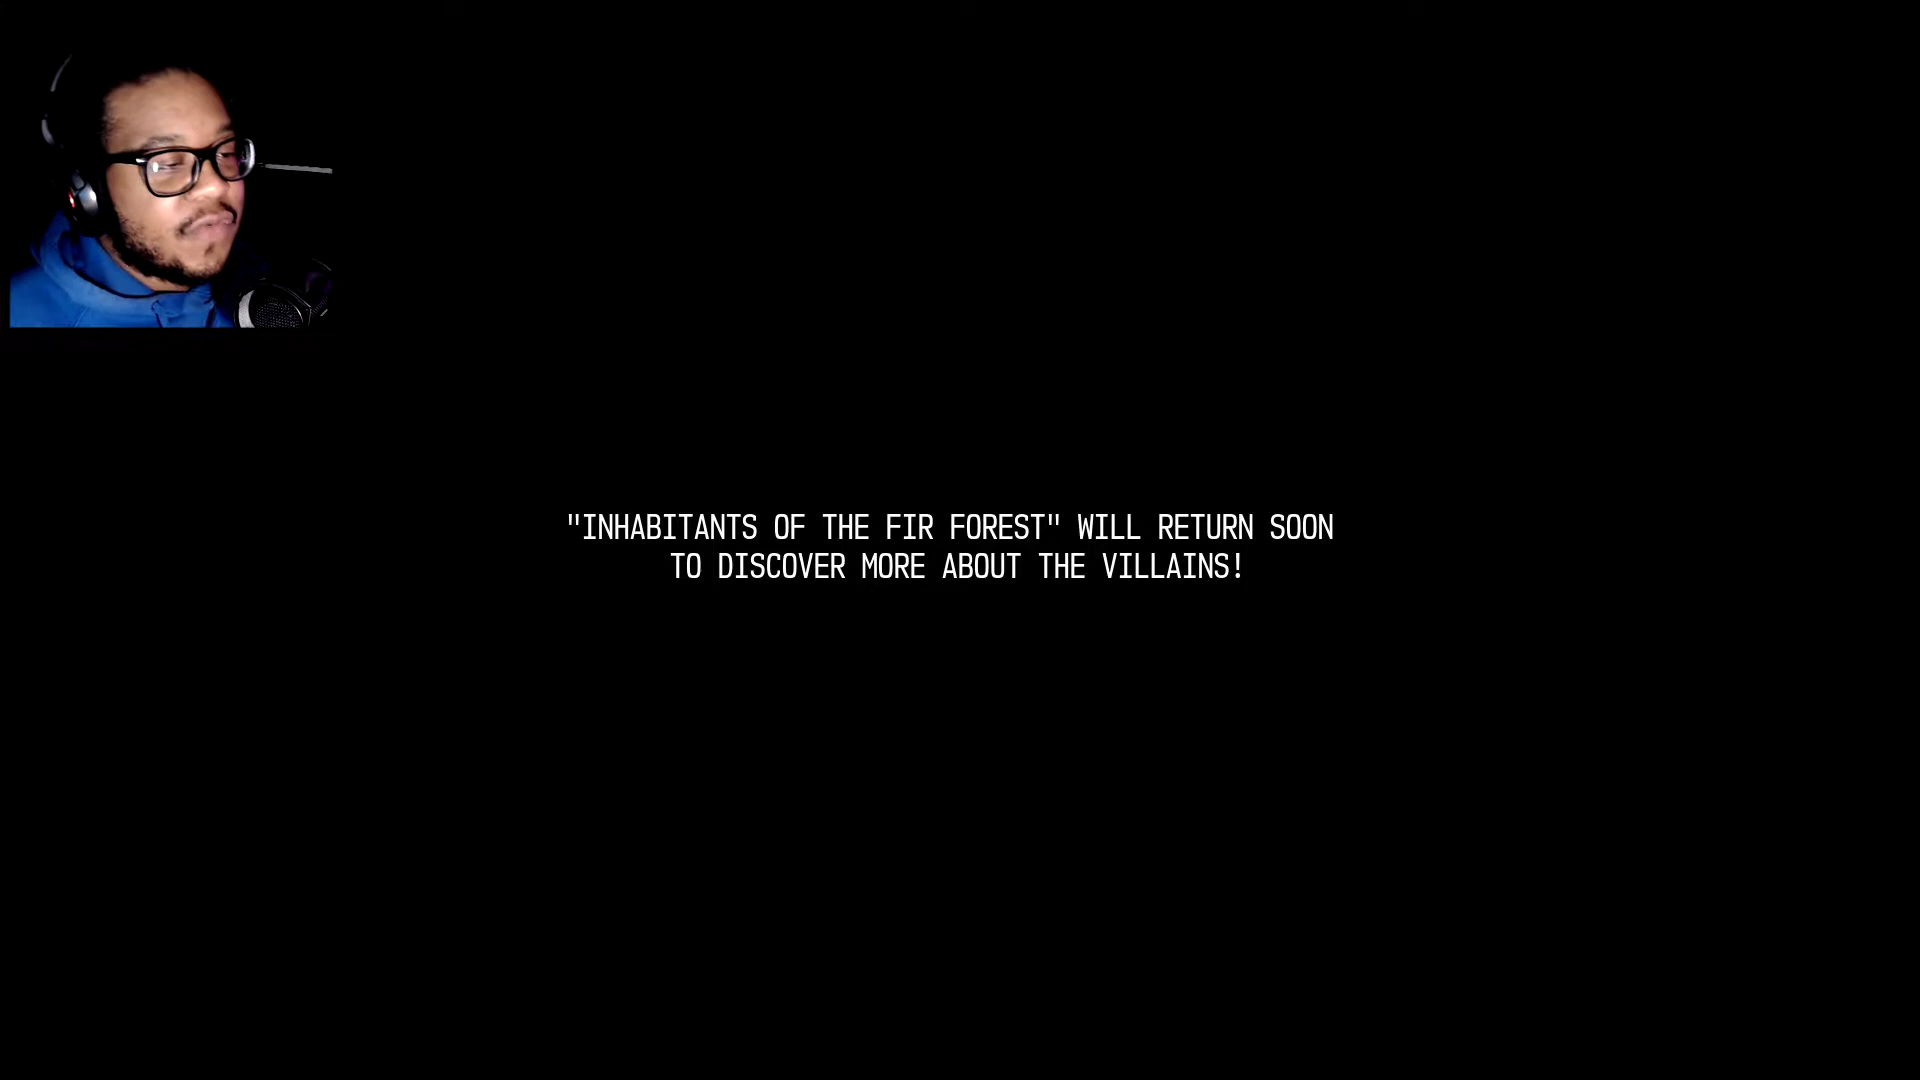 "INHABITANTS OF THE FIR FOREST" WILL RETURN SOON
TO DISCOVER MORE ABOUT THE VILLAINS!